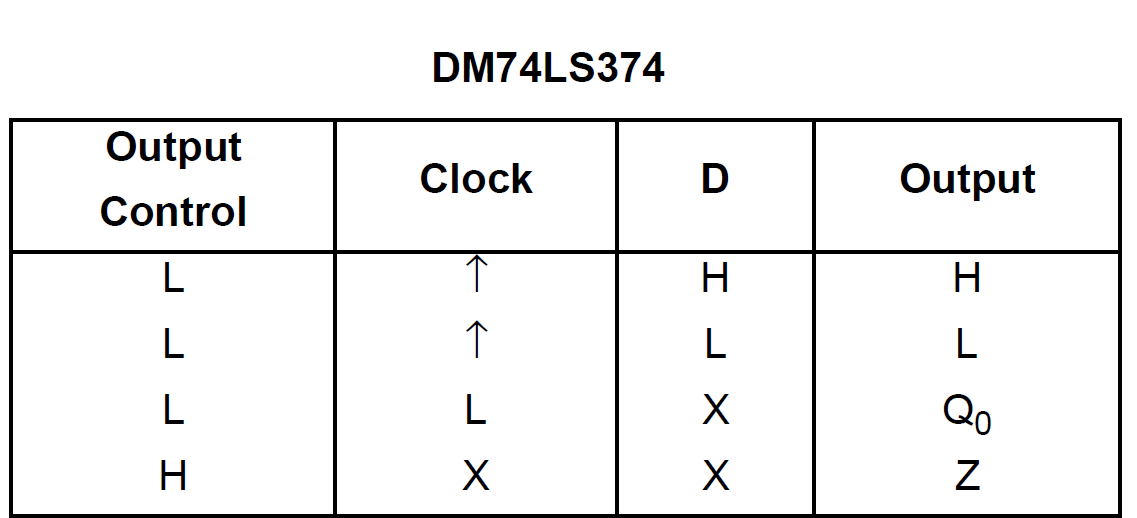 DM74LS374
Output Control Clock D Output
L ↑ H H
L ↑ L L
L L X Q₀
H X X Z